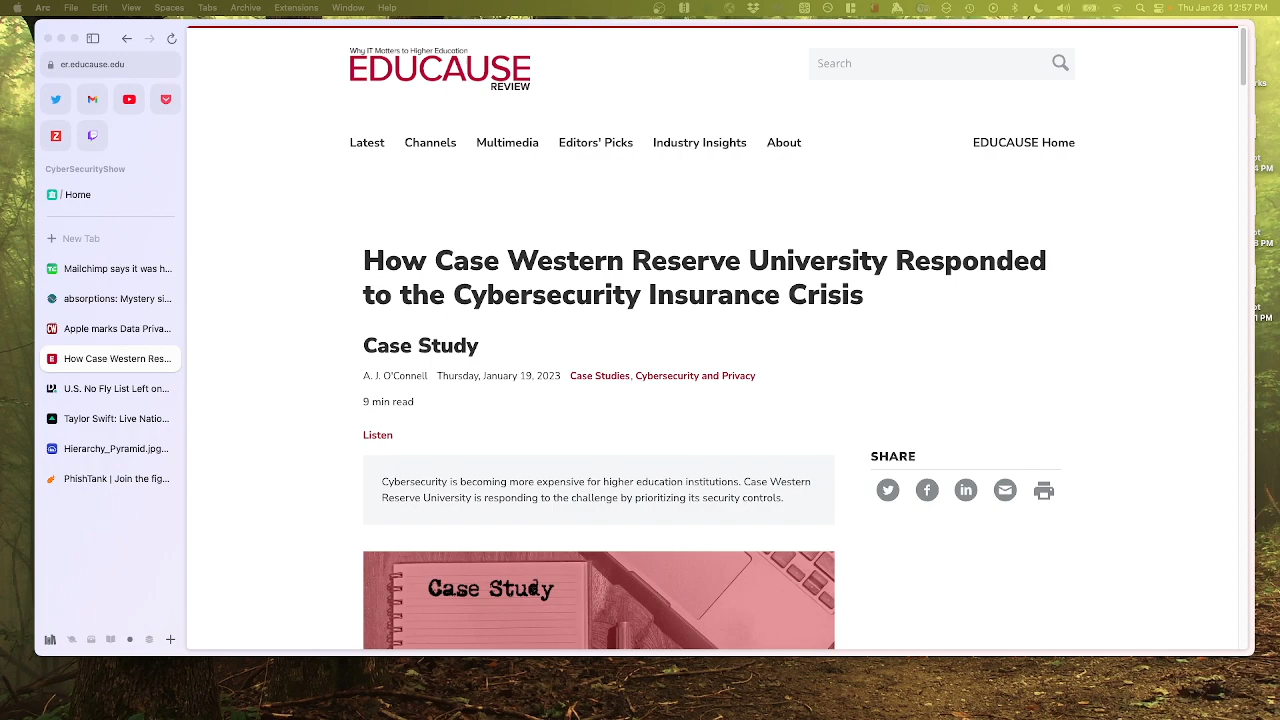 Arc File Edit View Spaces Tabs Archive Extensions Window Help
Thu Jan 26 12:57 PM
er.educause.edu
CyberSecurityShow
/ Home
New Tab
Mailchimp says it was h...
abc.net.au
Apple marks Data Priva...
How Case Western Res...
U.S. No Fly List Left on...
Taylor Swift: Live Natio...
Hierarchy_Pyramid.jpg...
PhishTank | Join the fig...
Why IT Matters to Higher Education
EDUCAUSE
REVIEW
Search
Latest Channels Multimedia Editors' Picks Industry Insights About EDUCAUSE Home
How Case Western Reserve University Responded
to the Cybersecurity Insurance Crisis
Case Study
A. J. O'Connell Thursday, January 19, 2023 Case Studies, Cybersecurity and Privacy
9 min read
Listen
Cybersecurity is becoming more expensive for higher education institutions. Case Western
Reserve University is responding to the challenge by prioritizing its security controls.
SHARE
Case Study